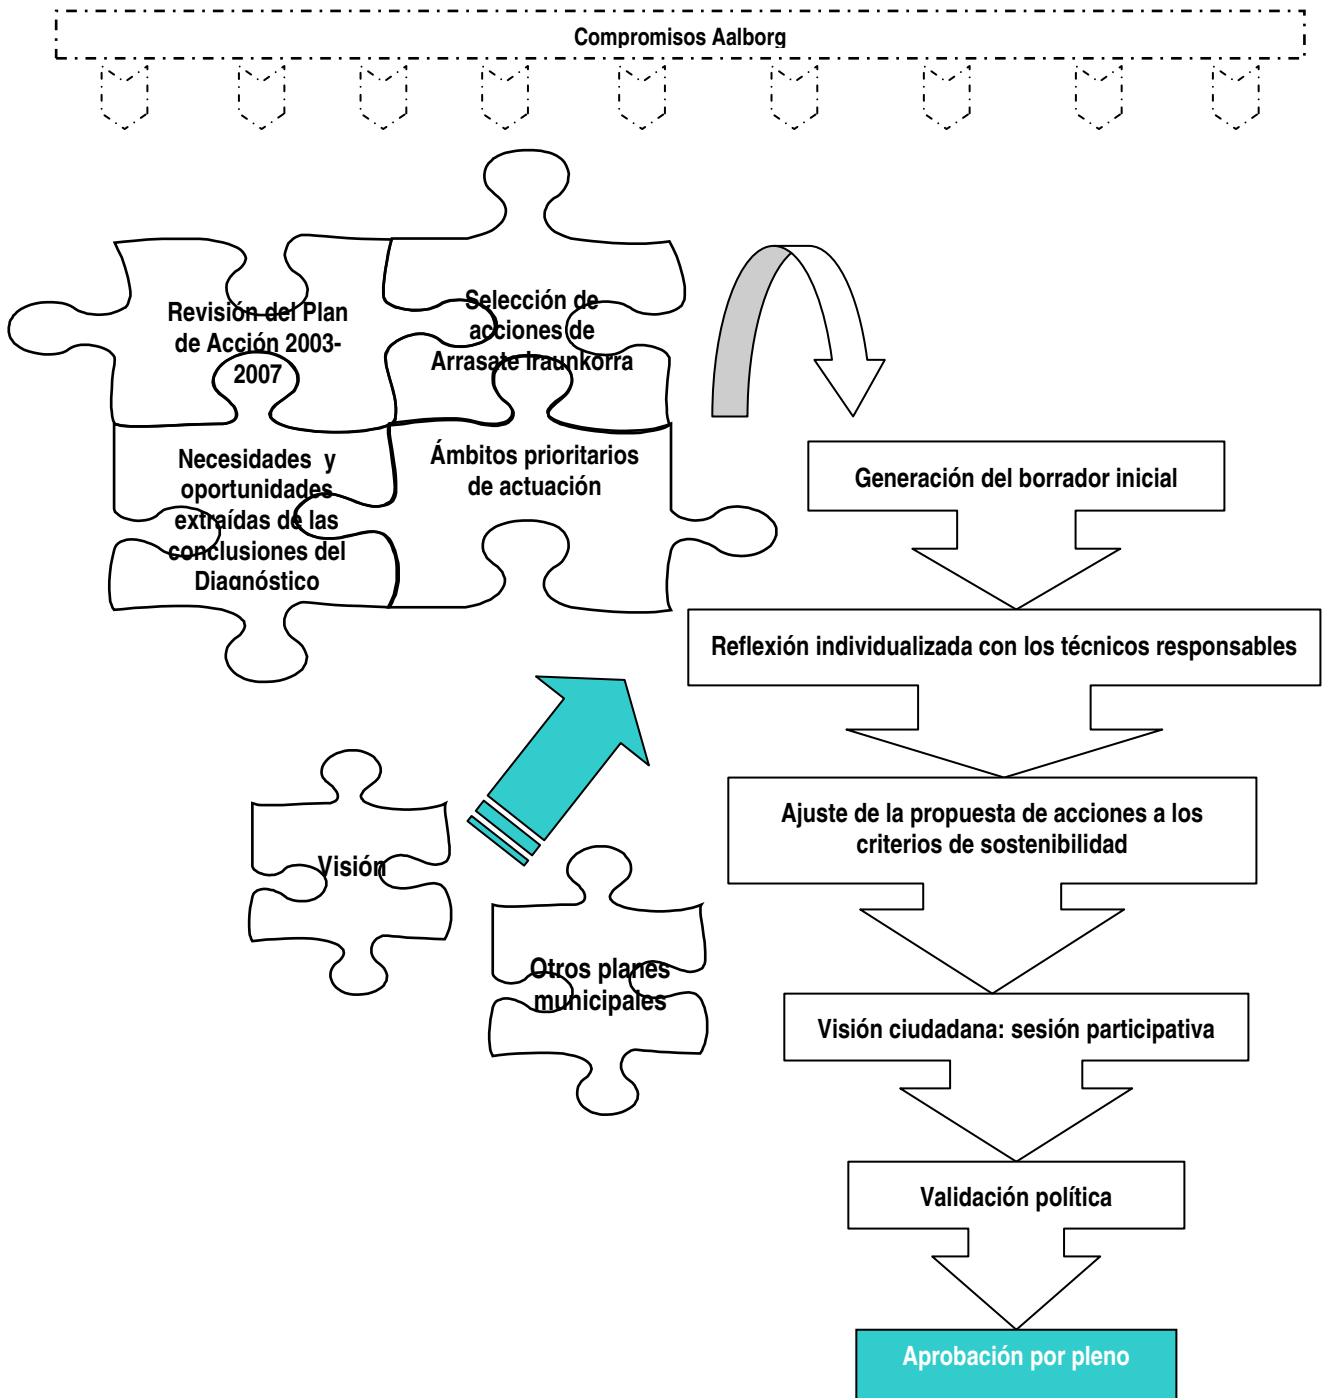 Compromisos Aalborg
Revisión del Plan
de Acción 2003-
2007
Selección de
acciones de
Arrasate Iraunkorra
Necesidades y
oportunidades
extraídas de las
conclusiones del
Diagnóstico
Ámbitos prioritarios
de actuación
Generación del borrador inicial
Reflexión individualizada con los técnicos responsables
Visión
Ajuste de la propuesta de acciones a los
criterios de sostenibilidad
Otros planes
municipales
Visión ciudadana: sesión participativa
Validación política
Aprobación por pleno